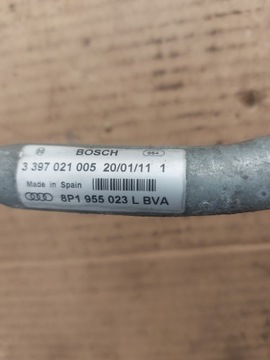 BOSCH
3 397 021 005 20/01/11 1
Made in Spain
8P1 955 023 L BVA